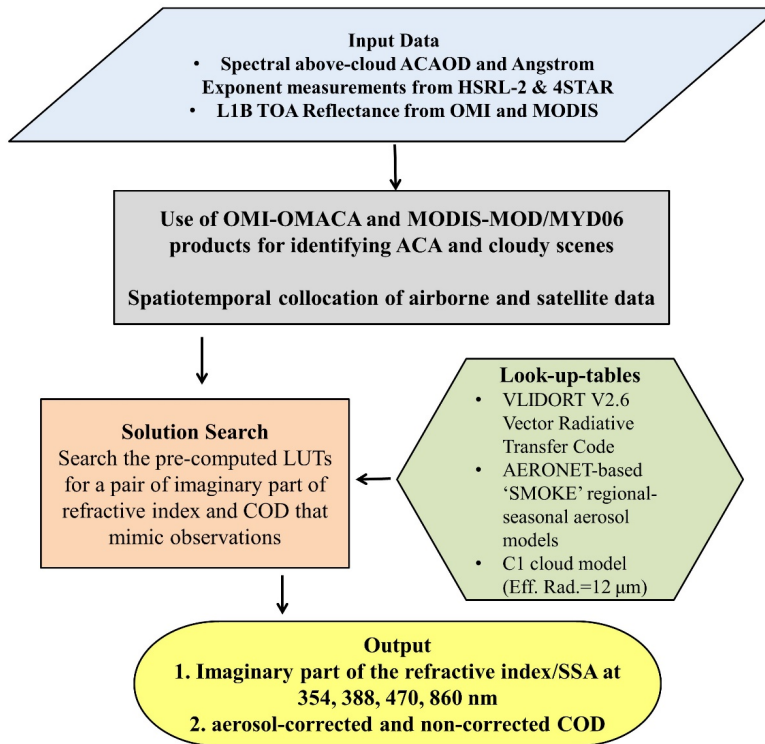 Input Data
• Spectral above-cloud ACAOD and Angstrom
Exponent measurements from HSRL-2 & 4STAR
• L1B TOA Reflectance from OMI and MODIS
Use of OMI-OMACA and MODIS-MOD/MYD06
products for identifying ACA and cloudy scenes
Spatiotemporal collocation of airborne and satellite data
Look-up-tables
• VLIDORT V2.6
Vector Radiative
Transfer Code
• AERONET-based
‘SMOKE’ regional-
seasonal aerosol
models
• C1 cloud model
(Eff. Rad.=12 µm)
Solution Search
Search the pre-computed LUTs
for a pair of imaginary part of
refractive index and COD that
mimic observations
Output
1. Imaginary part of the refractive index/SSA at
354, 388, 470, 860 nm
2. aerosol-corrected and non-corrected COD